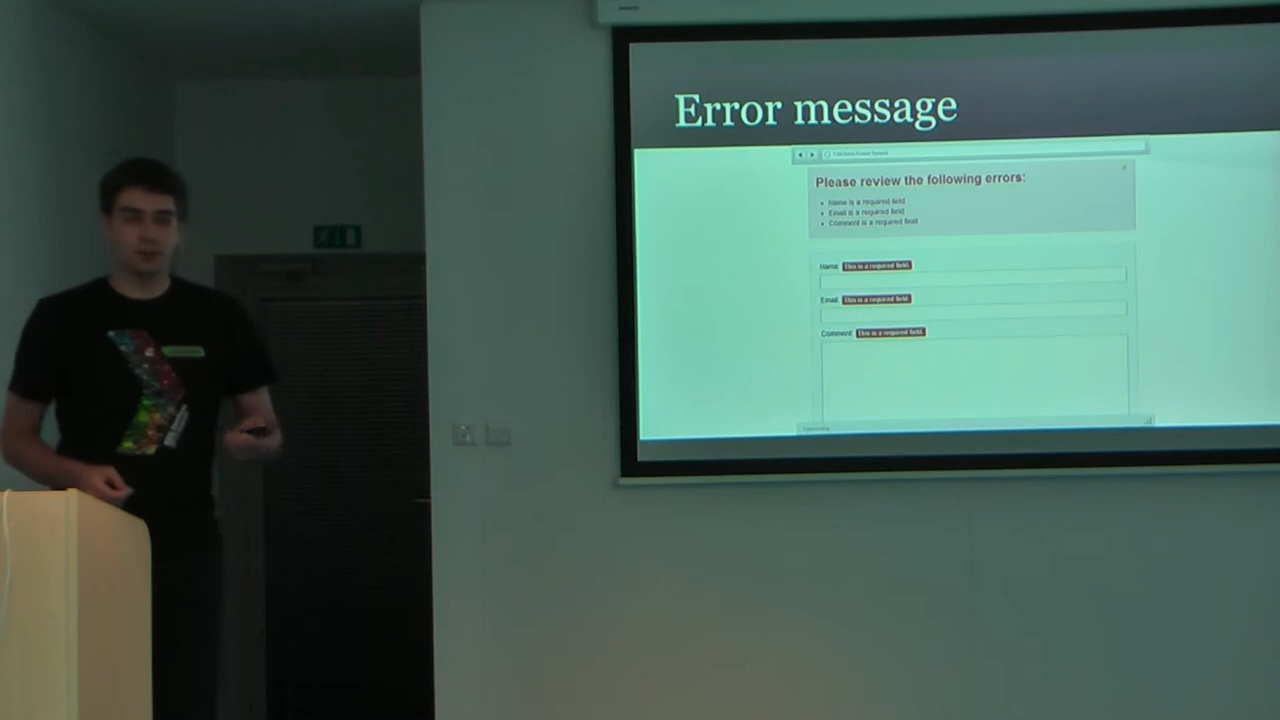 Error message
Please review the following errors:
Name is a required field
Email is a required field
Comment is a required field
Name This is a required field.
Email This is a required field.
Comment This is a required field.